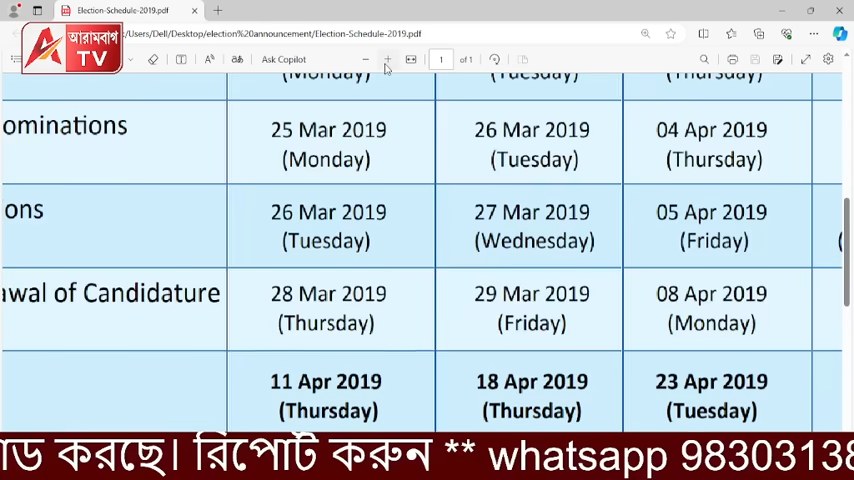 Election-Schedule-2019.pdf
/Users/Dell/Desktop/election%20announcement/Election-Schedule-2019.pdf
আরামবাগ
TV
Ask Copilot
1 of 1
(Monday) (Tuesday) (Thursday)
ominations 25 Mar 2019 26 Mar 2019 04 Apr 2019
(Monday) (Tuesday) (Thursday)
ons 26 Mar 2019 27 Mar 2019 05 Apr 2019
(Tuesday) (Wednesday) (Friday)
awal of Candidature 28 Mar 2019 29 Mar 2019 08 Apr 2019
(Thursday) (Friday) (Monday)
11 Apr 2019 18 Apr 2019 23 Apr 2019
(Thursday) (Thursday) (Tuesday)
াড করছে। রিপোর্ট করুন ** whatsapp 98303138